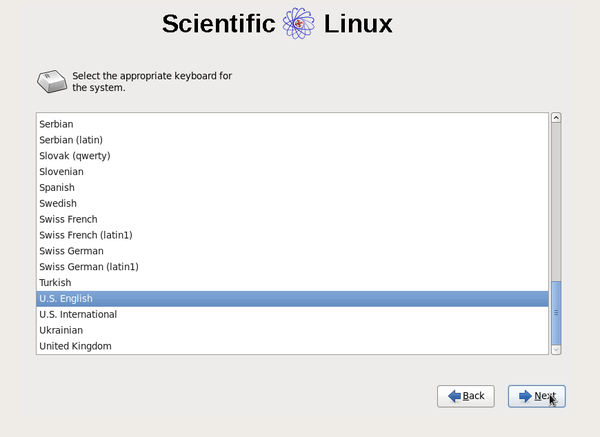 Scientific Linux
Select the appropriate keyboard for
the system.
Serbian
Serbian (latin)
Slovak (qwerty)
Slovenian
Spanish
Swedish
Swiss French
Swiss French (latin1)
Swiss German
Swiss German (latin1)
Turkish
U.S. English
U.S. International
Ukrainian
United Kingdom
Back Next